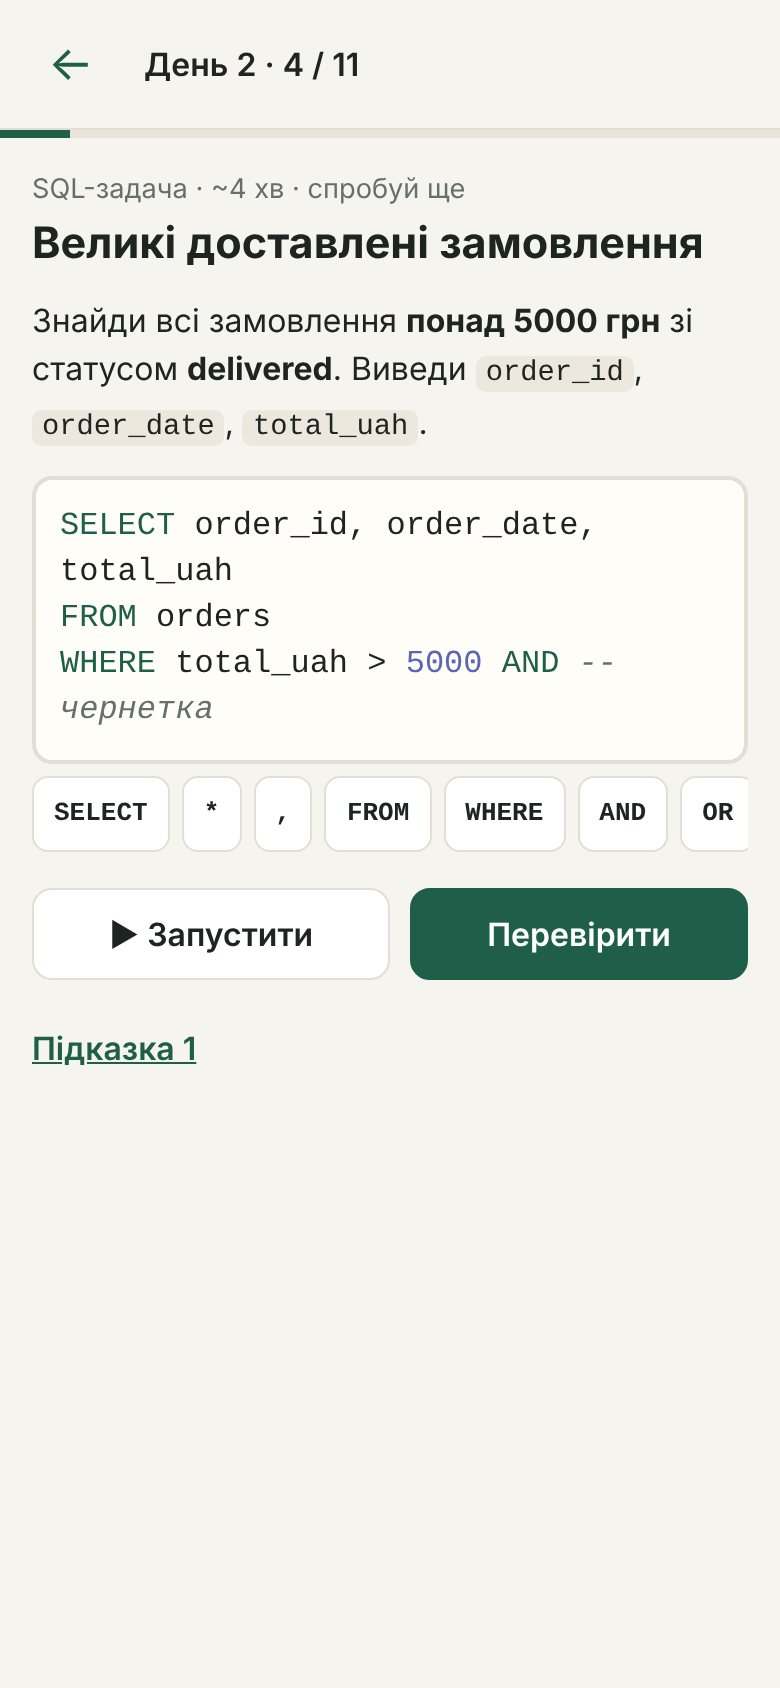 День 2 · 4 / 11
SQL-задача · ~4 хв · спробуй ще
Великі доставлені замовлення
Знайди всі замовлення понад 5000 грн зі
статусом delivered. Виведи order_id,
order_date, total_uah.
SELECT order_id, order_date,
total_uah
FROM orders
WHERE total_uah > 5000 AND --
чернетка
SELECT * , FROM WHERE AND OR
▶ Запустити Перевірити
Підказка 1